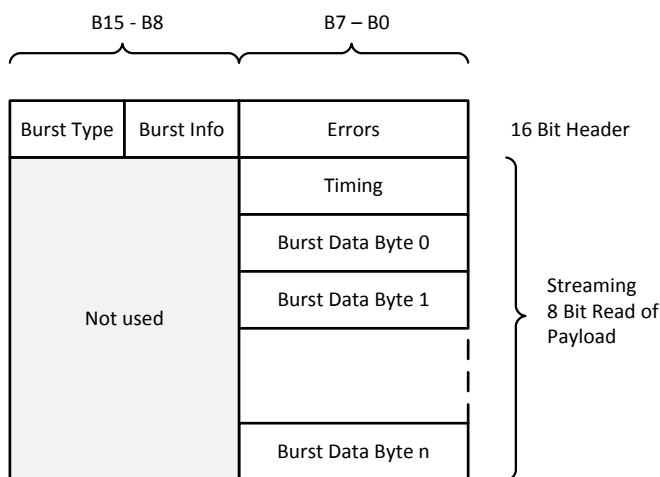 B15 - B8
B7 – B0
Burst Type
Burst Info
Errors
16 Bit Header
Timing
Burst Data Byte 0
Burst Data Byte 1
Not used
Streaming
8 Bit Read of
Payload
Burst Data Byte n